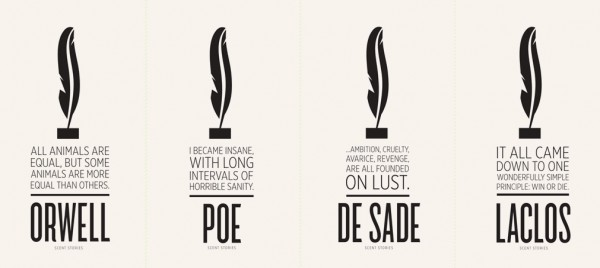 ALL ANIMALS ARE
EQUAL, BUT SOME
ANIMALS ARE MORE
EQUAL THAN OTHERS.
ORWELL
SCENT STORIES
I BECAME INSANE,
WITH LONG
INTERVALS OF
HORRIBLE SANITY.
POE
SCENT STORIES
...AMBITION, CRUELTY,
AVARICE, REVENGE,
ARE ALL FOUNDED
ON LUST.
DE SADE
SCENT STORIES
IT ALL CAME
DOWN TO ONE
WONDERFULLY SIMPLE
PRINCIPLE: WIN OR DIE.
LACLOS
SCENT STORIES